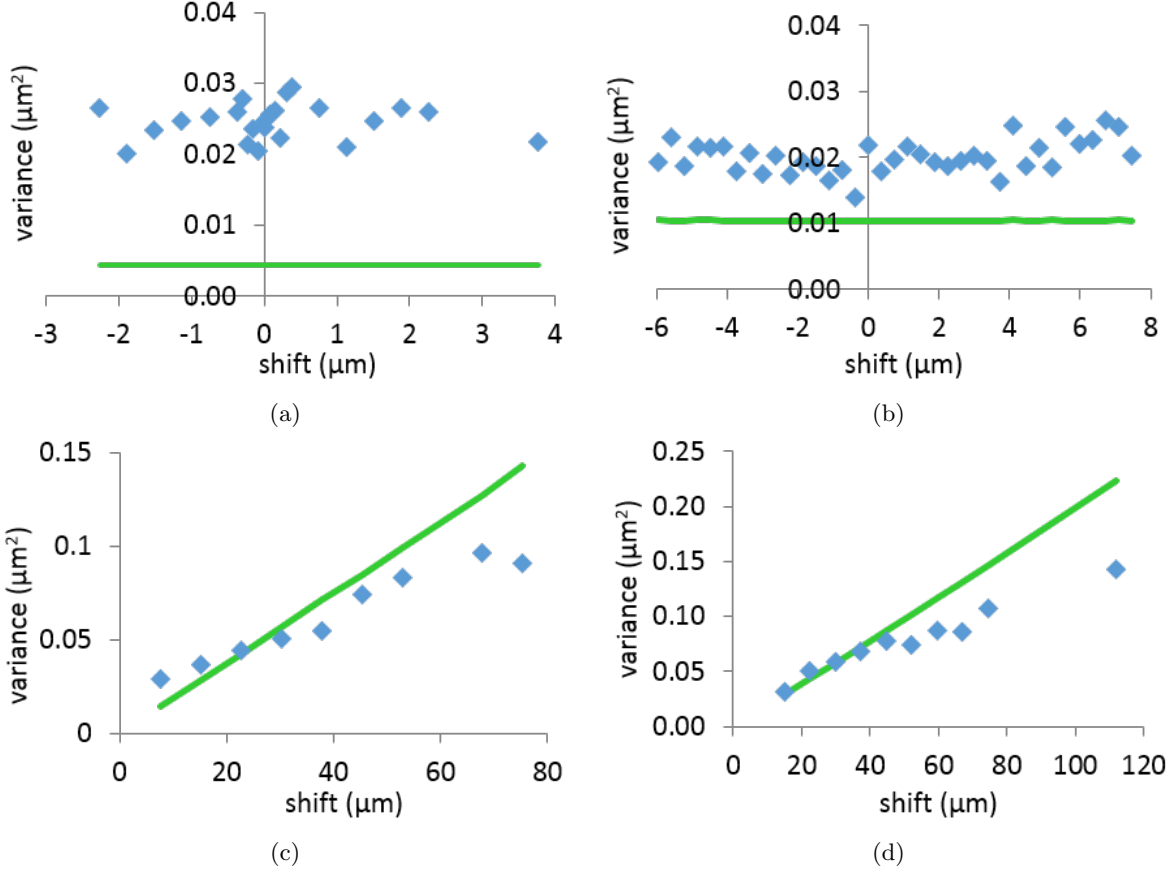 0.04
0.03
0.02
0.01
0.00
variance (µm²)
-3 -2 -1 0 1 2 3 4
shift (µm)
(a)
0.04
0.03
0.02
0.01
0.00
variance (µm²)
-6 -4 -2 0 2 4 6 8
shift (µm)
(b)
0.15
0.1
0.05
0
variance (µm²)
0 20 40 60 80
shift (µm)
(c)
0.25
0.20
0.15
0.10
0.05
0.00
variance (µm²)
0 20 40 60 80 100 120
shift (µm)
(d)